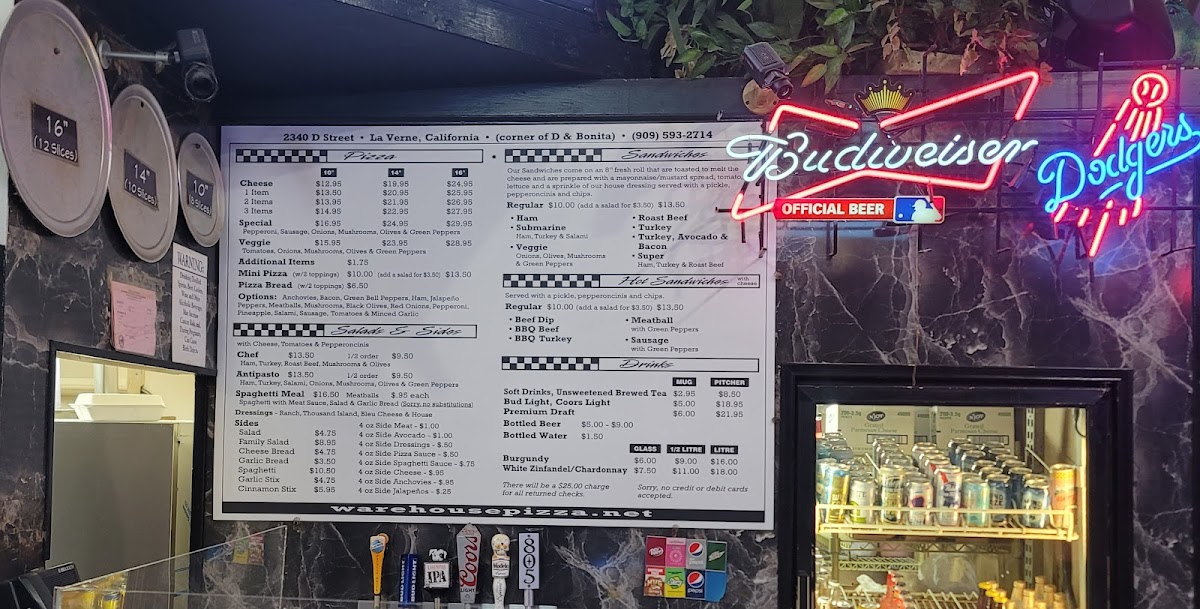 16"
(12 Slices)
14"
(10 Slices)
10"
2340 D Street • La Verne, California • (corner of D & Bonita) • (909) 593-2714
Pizza
10" 14" 16"
Cheese $12.95 $19.95 $24.95
1 Item $13.50 $20.95 $25.95
2 Items $13.95 $21.95 $26.95
3 Items $14.95 $22.95 $27.95
Special $16.95 $24.95 $29.95
Pepperoni, Sausage, Onions, Mushrooms, Olives & Green Peppers
Veggie $15.95 $23.95 $28.95
Tomatoes, Onions, Mushrooms, Olives & Green Peppers
Additional Items $1.75
Mini Pizza (w/2 toppings) $10.00 (add a salad for $3.50) $13.50
Pizza Bread (w/2 toppings) $6.50
Options: Anchovies, Bacon, Green Bell Peppers, Ham, Jalapeño
Peppers, Meatballs, Mushrooms, Black Olives, Red Onions, Pepperoni,
Pineapple, Salami, Sausage, Tomatoes & Minced Garlic
Salads & Sides
with Cheese, Tomatoes & Pepperoncinis
Chef $13.50 1/2 order $9.50
Ham, Turkey, Roast Beef, Mushrooms & Olives
Antipasto $13.50 1/2 order $9.50
Ham, Turkey, Salami, Onions, Mushrooms, Olives & Green Peppers
Spaghetti Meal $16.50 Meatballs $.95 each
Spaghetti with Meat Sauce, Salad & Garlic Bread (Sorry, no substitutions)
Dressings - Ranch, Thousand Island, Bleu Cheese & House
Sides
Salad $4.75
Family Salad $8.95
Cheese Bread $4.75
Garlic Bread $3.50
Spaghetti $10.50
Garlic Stix $4.75
Cinnamon Stix $5.95
4 oz Side Meat - $1.00
4 oz Side Avocado - $1.00
4 oz Side Dressings - $.50
4 oz Side Pizza Sauce - $.50
4 oz Side Spaghetti Sauce - $.75
4 oz Side Cheese - $.95
4 oz Side Anchovies - $.95
4 oz Side Jalapeños - $.25
Sandwiches
Our Sandwiches come on an 8" fresh roll that are toasted to melt the
cheese and are prepared with a mayonnaise/mustard spread, tomato,
lettuce and a sprinkle of our house dressing served with a pickle,
pepperoncinis and chips.
Regular $10.00 (add a salad for $3.50) $13.50
• Ham
• Submarine
Ham, Turkey & Salami
• Veggie
Onions, Olives, Mushrooms
& Green Peppers
• Roast Beef
• Turkey
• Turkey, Avocado &
Bacon
• Super
Ham, Turkey & Roast Beef
Hot Sandwiches
with
cheese
Served with a pickle, pepperoncinis and chips.
Regular $10.00 (add a salad for $3.50) $13.50
• Beef Dip
• BBQ Beef
• BBQ Turkey
• Meatball
with Green Peppers
• Sausage
with Green Peppers
Drinks
MUG PITCHER
Soft Drinks, Unsweetened Brewed Tea $2.95 $8.50
Bud Light, Coors Light $5.00 $18.95
Premium Draft $6.00 $21.95
Bottled Beer $5.00 - $9.00
Bottled Water $1.50
GLASS 1/2 LITRE LITRE
Burgundy $6.00 $9.00 $16.00
White Zinfandel/Chardonnay $7.50 $11.00 $18.00
There will be a $25.00 charge
for all returned checks.
Sorry, no credit or debit cards
accepted.
warehousepizza.net
Budweiser
OFFICIAL BEER
Dodgers
WARNING:
BUD LIGHT
IPA
Coors
LIGHT
Modelo
805
pepsi
Grated
Parmesan Cheese
Grated
Parmesan Cheese